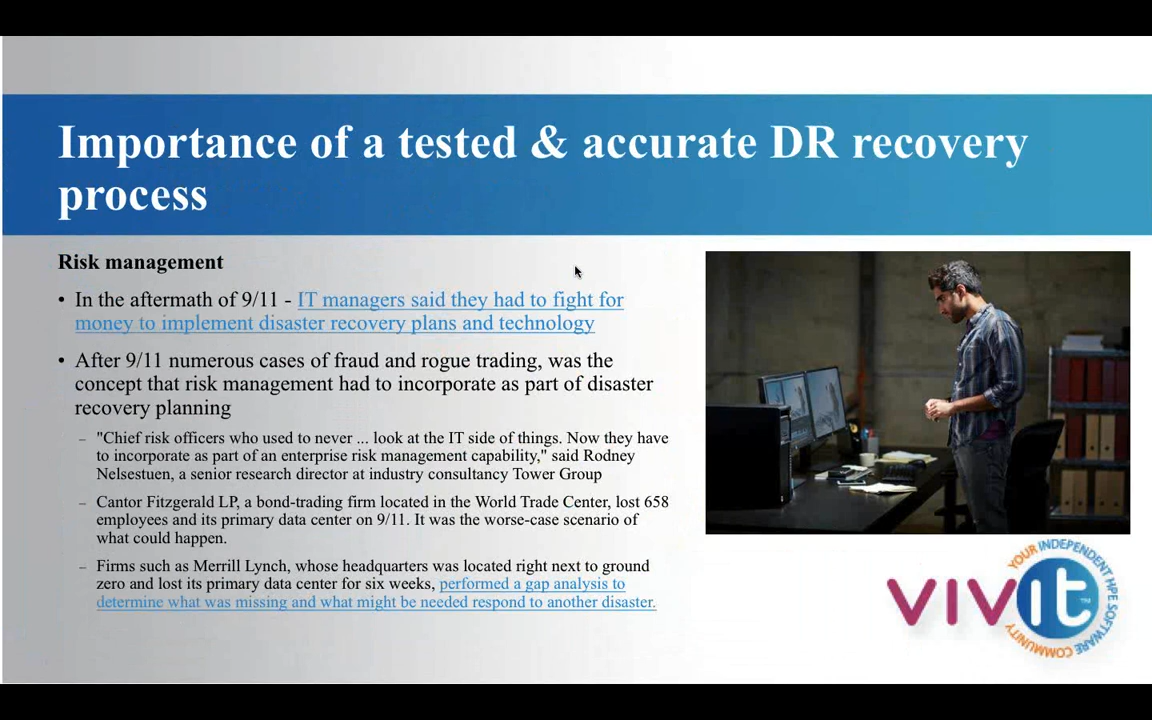 Importance of a tested & accurate DR recovery
process
Risk management
• In the aftermath of 9/11 - IT managers said they had to fight for
money to implement disaster recovery plans and technology
• After 9/11 numerous cases of fraud and rogue trading, was the
concept that risk management had to incorporate as part of disaster
recovery planning
– "Chief risk officers who used to never ... look at the IT side of things. Now they have
to incorporate as part of an enterprise risk management capability," said Rodney
Nelsestuen, a senior research director at industry consultancy Tower Group
– Cantor Fitzgerald LP, a bond-trading firm located in the World Trade Center, lost 658
employees and its primary data center on 9/11. It was the worse-case scenario of
what could happen.
– Firms such as Merrill Lynch, whose headquarters was located right next to ground
zero and lost its primary data center for six weeks, performed a gap analysis to
determine what was missing and what might be needed respond to another disaster.
VIVIT™
YOUR INDEPENDENT HPE SOFTWARE COMMUNITY